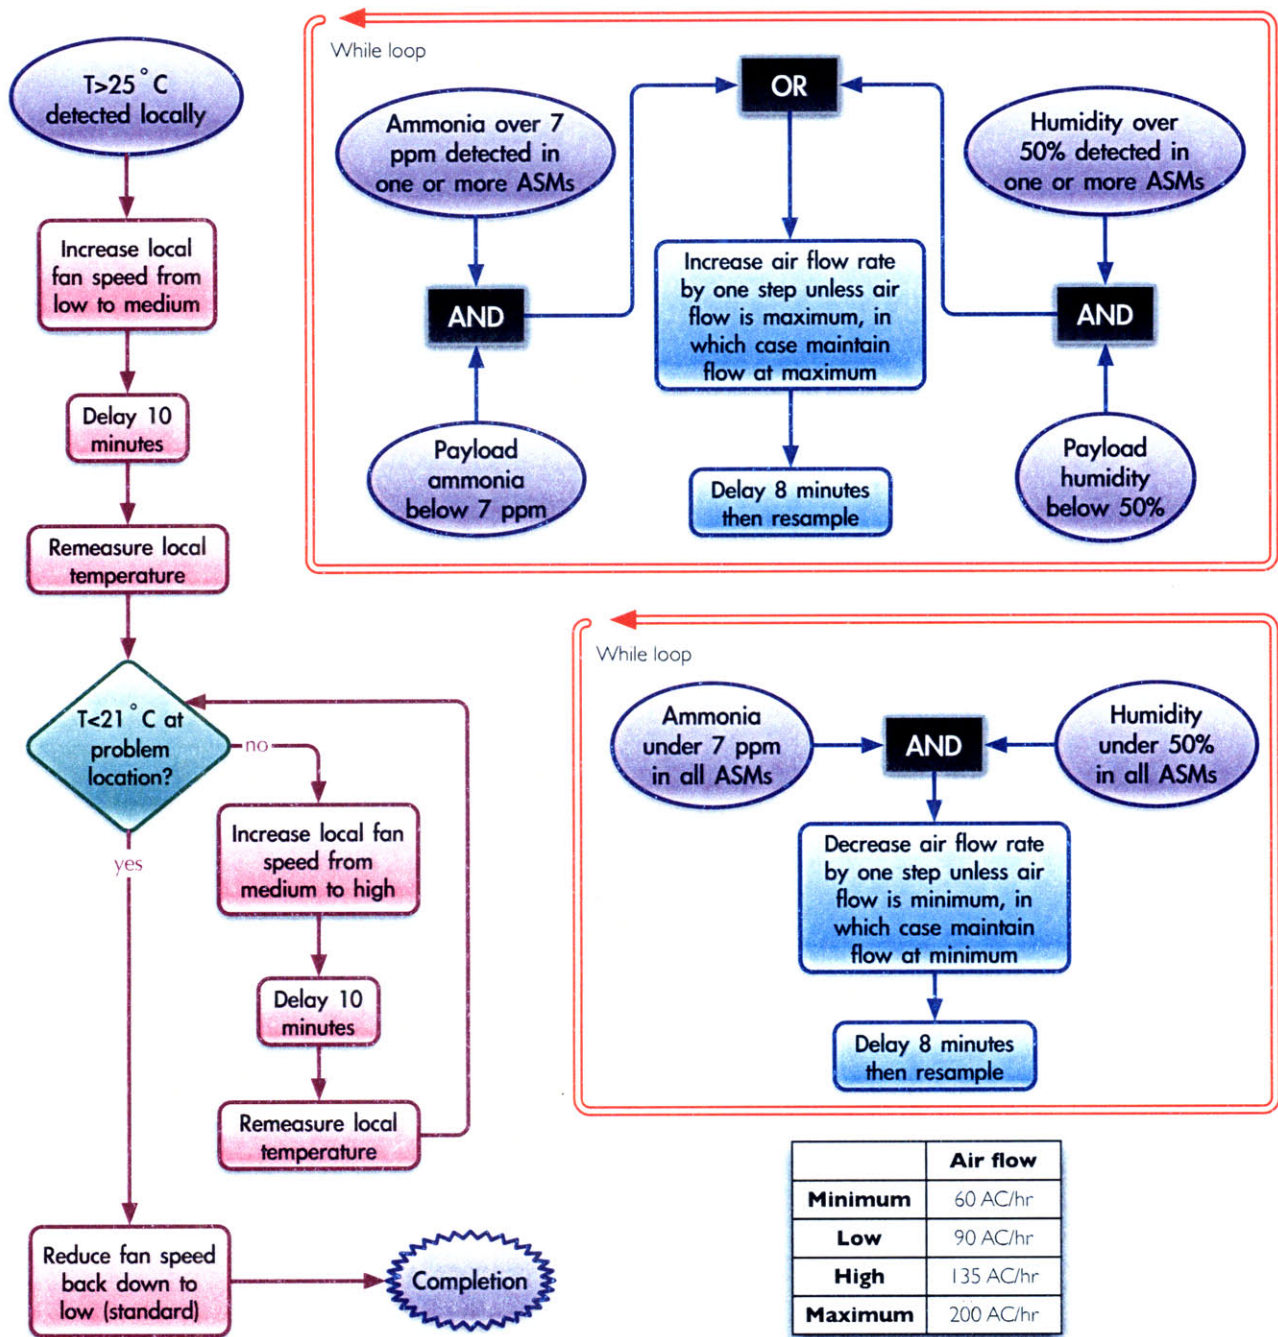 T>25 °C
detected locally
Increase local
fan speed from
low to medium
Delay 10
minutes
Remeasure local
temperature
T<21 °C at
problem
location?
no
yes
Increase local fan
speed from
medium to high
Delay 10
minutes
Remeasure local
temperature
Reduce fan speed
back down to
low (standard)
Completion
While loop
OR
Ammonia over 7
ppm detected in
one or more ASMs
Humidity over
50% detected in
one or more ASMs
AND
Increase air flow rate
by one step unless air
flow is maximum, in
which case maintain
flow at maximum
AND
Payload
ammonia
below 7 ppm
Delay 8 minutes
then resample
Payload
humidity
below 50%
While loop
Ammonia
under 7 ppm
in all ASMs
AND
Humidity
under 50%
in all ASMs
Decrease air flow rate
by one step unless air
flow is minimum, in
which case maintain
flow at minimum
Delay 8 minutes
then resample
Air flow
Minimum 60 AC/hr
Low 90 AC/hr
High 135 AC/hr
Maximum 200 AC/hr